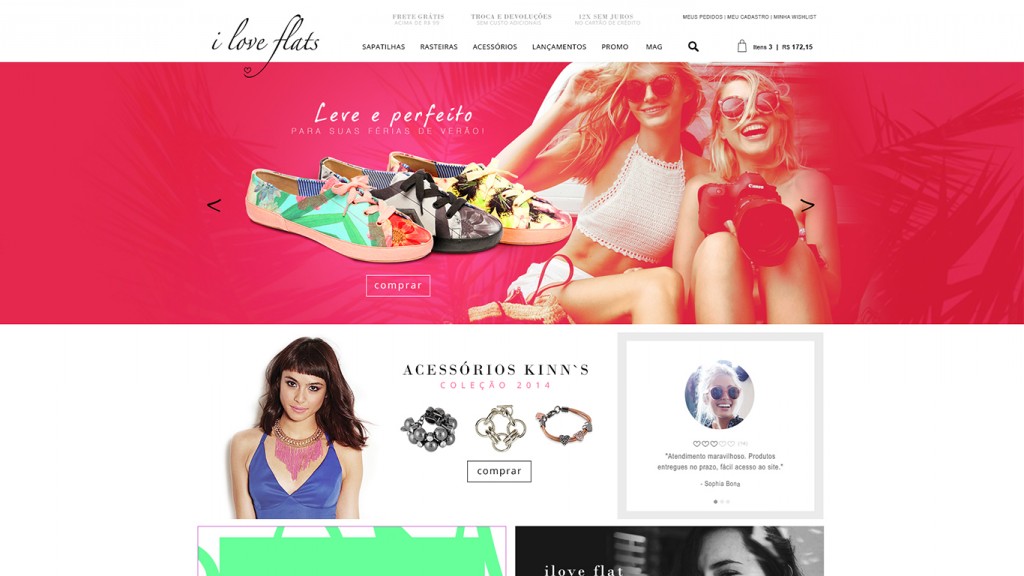 i love flats
FRETE GRÁTIS
ACIMA DE R$ 99
TROCA E DEVOLUÇÕES
SEM CUSTO ADICIONAIS
12X SEM JUROS
NO CARTÃO DE CRÉDITO
MEUS PEDIDOS | MEU CADASTRO | MINHA WISHLIST
SAPATILHAS RASTEIRAS ACESSÓRIOS LANÇAMENTOS PROMO MAG
Itens 3 | R$ 172,15
Leve e perfeito
PARA SUAS FÉRIAS DE VERÃO!
< >
Canon
comprar
ACESSÓRIOS KINN`S
COLEÇÃO 2014
comprar
(14)
"Atendimento maravilhoso. Produtos
entregues no prazo, fácil acesso ao site."
- Sophia Bona
ilove flat